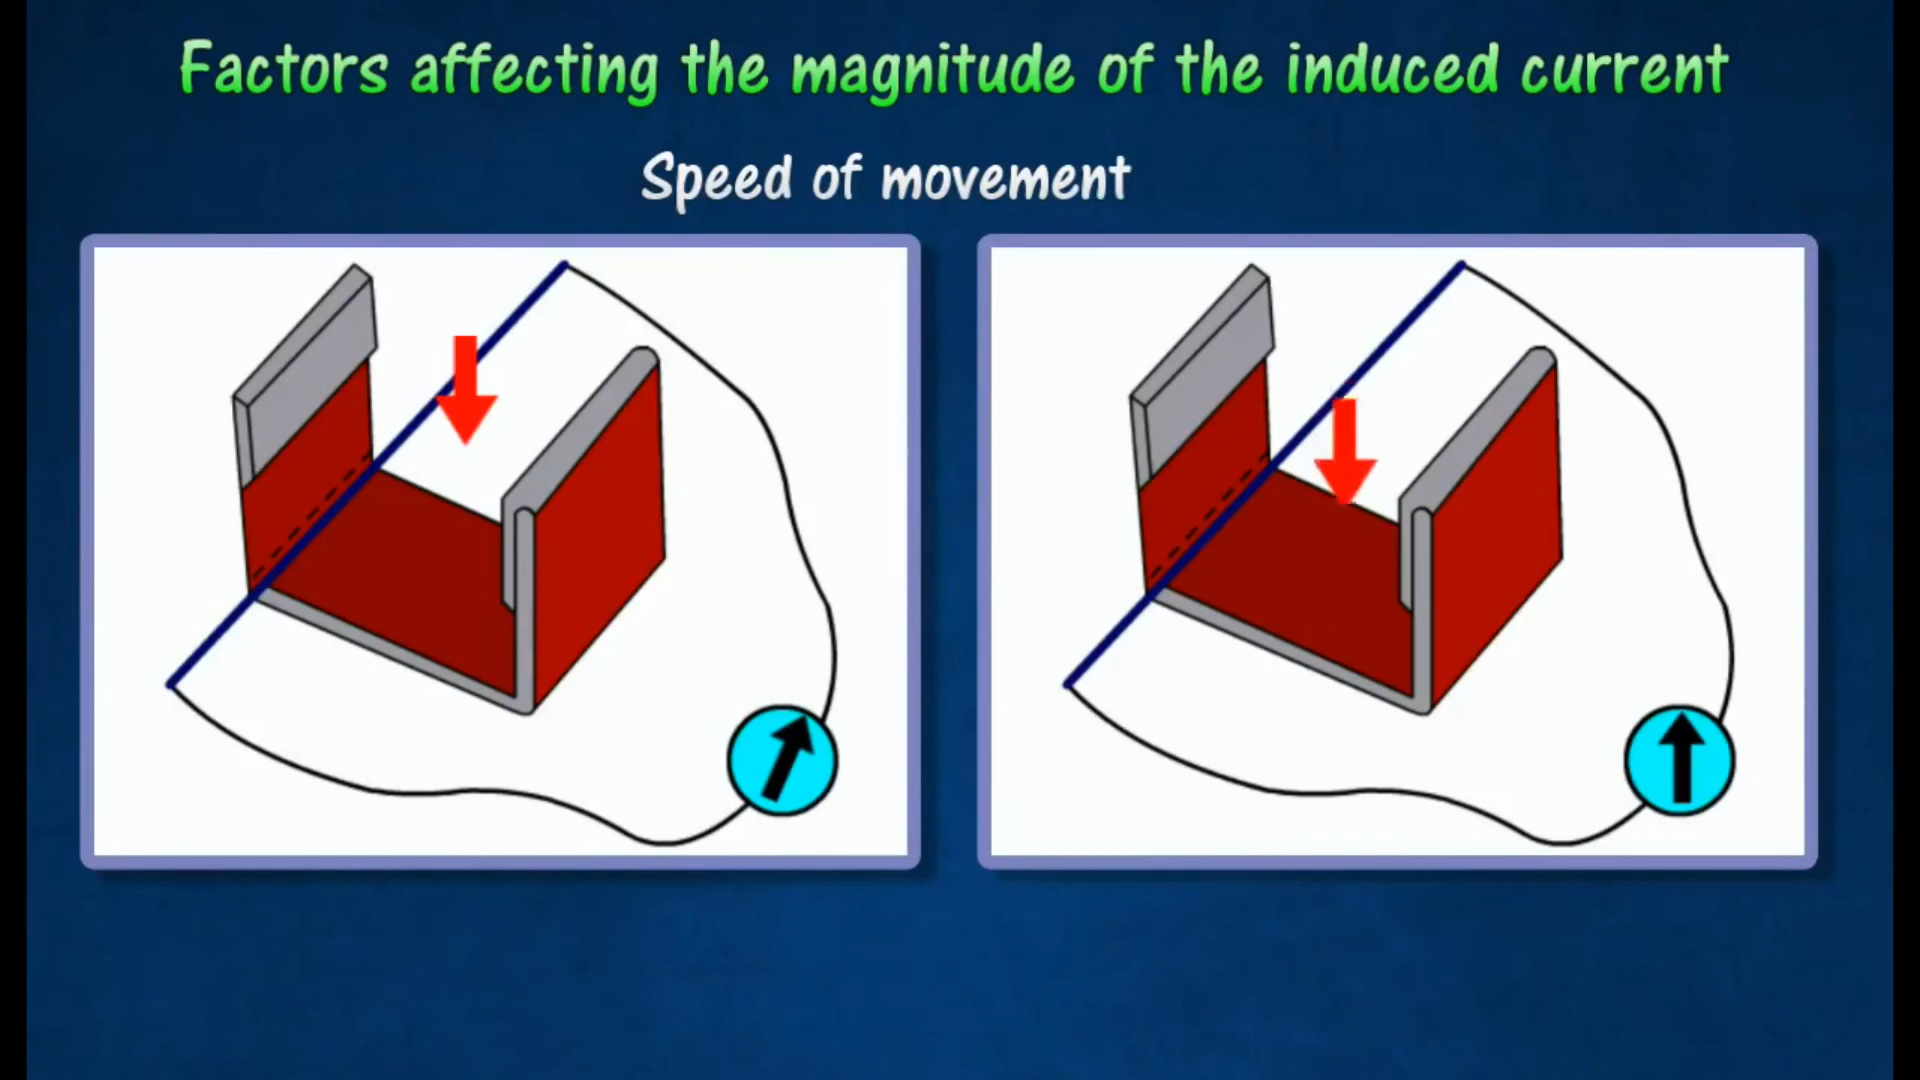 Factors affecting the magnitude of the induced current
Speed of movement